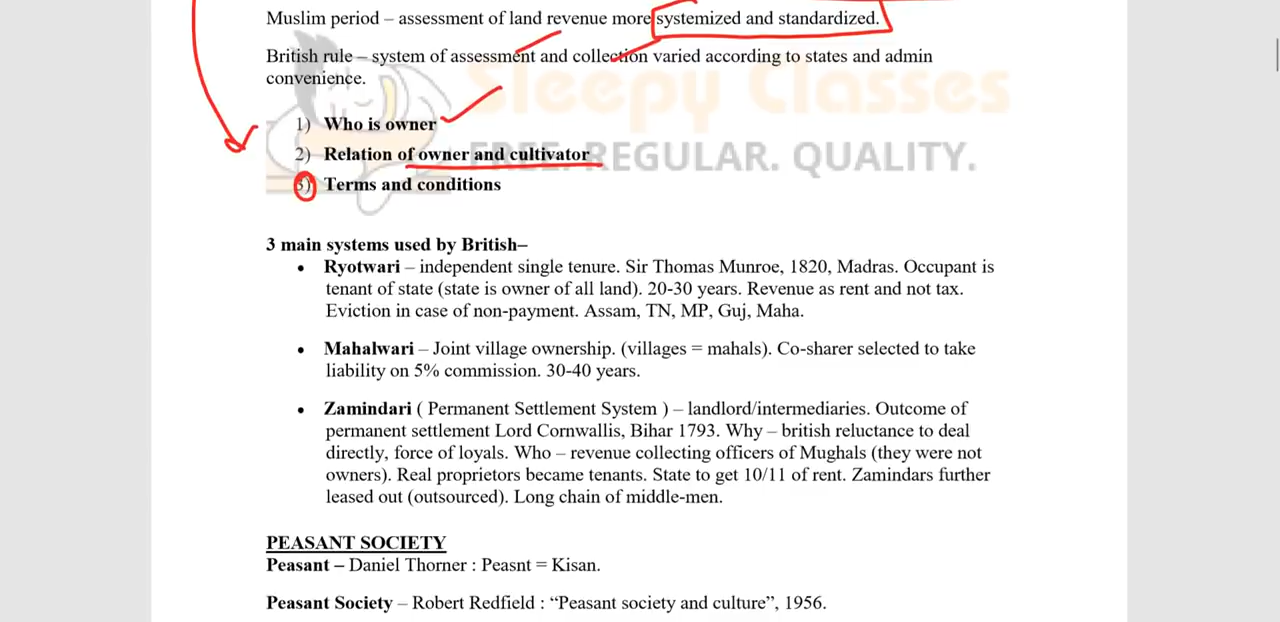 Muslim period – assessment of land revenue more systemized and standardized.
British rule – system of assessment and collection varied according to states and admin
convenience.
Sleepy Classes
FREE. REGULAR. QUALITY.
1) Who is owner
2) Relation of owner and cultivator
3) Terms and conditions
3 main systems used by British–
• Ryotwari – independent single tenure. Sir Thomas Munroe, 1820, Madras. Occupant is
tenant of state (state is owner of all land). 20-30 years. Revenue as rent and not tax.
Eviction in case of non-payment. Assam, TN, MP, Guj, Maha.
• Mahalwari – Joint village ownership. (villages = mahals). Co-sharer selected to take
liability on 5% commission. 30-40 years.
• Zamindari ( Permanent Settlement System ) – landlord/intermediaries. Outcome of
permanent settlement Lord Cornwallis, Bihar 1793. Why – british reluctance to deal
directly, force of loyals. Who – revenue collecting officers of Mughals (they were not
owners). Real proprietors became tenants. State to get 10/11 of rent. Zamindars further
leased out (outsourced). Long chain of middle-men.
PEASANT SOCIETY
Peasant – Daniel Thorner : Peasnt = Kisan.
Peasant Society – Robert Redfield : “Peasant society and culture”, 1956.